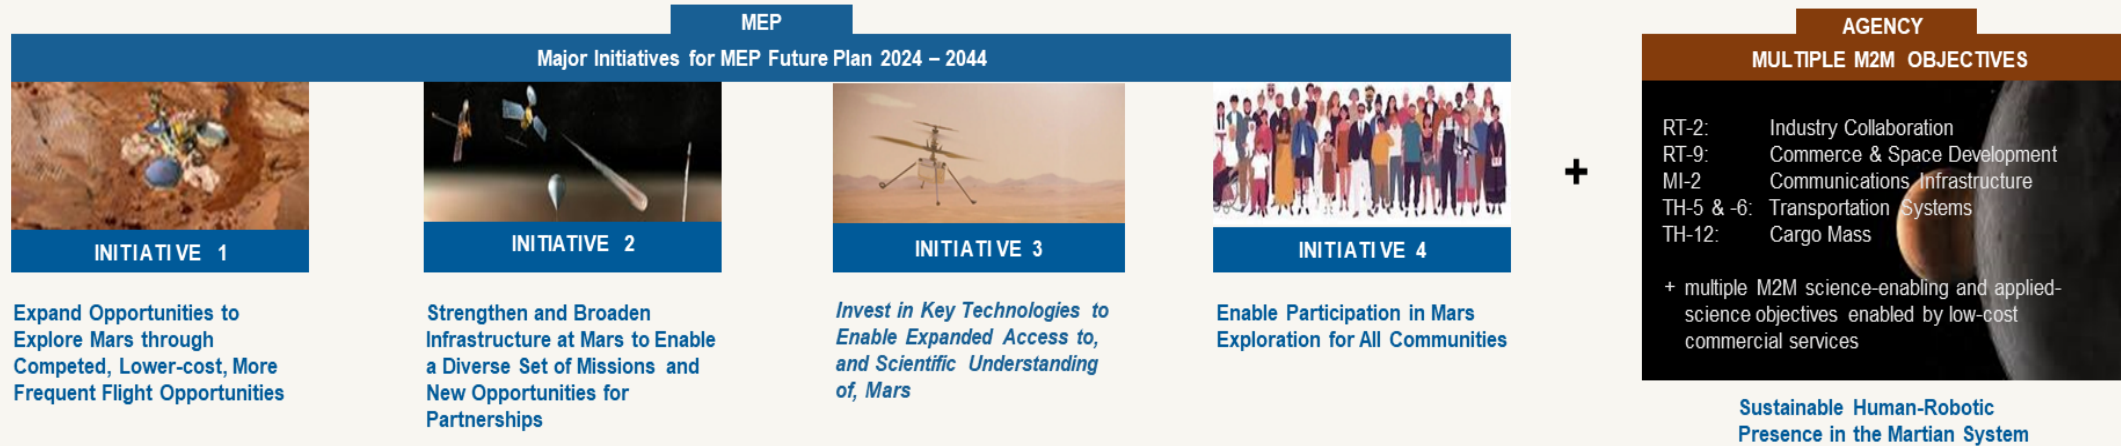 MEP
Major Initiatives for MEP Future Plan 2024 – 2044
INITIATIVE 1
Expand Opportunities to
Explore Mars through
Competed, Lower-cost, More
Frequent Flight Opportunities
INITIATIVE 2
Strengthen and Broaden
Infrastructure at Mars to Enable
a Diverse Set of Missions and
New Opportunities for
Partnerships
INITIATIVE 3
Invest in Key Technologies to
Enable Expanded Access to,
and Scientific Understanding
of, Mars
INITIATIVE 4
Enable Participation in Mars
Exploration for All Communities
+
AGENCY
MULTIPLE M2M OBJECTIVES
RT-2: Industry Collaboration
RT-9: Commerce & Space Development
MI-2 Communications Infrastructure
TH-5 & -6: Transportation Systems
TH-12: Cargo Mass
+ multiple M2M science-enabling and applied-
science objectives enabled by low-cost
commercial services
Sustainable Human-Robotic
Presence in the Martian System